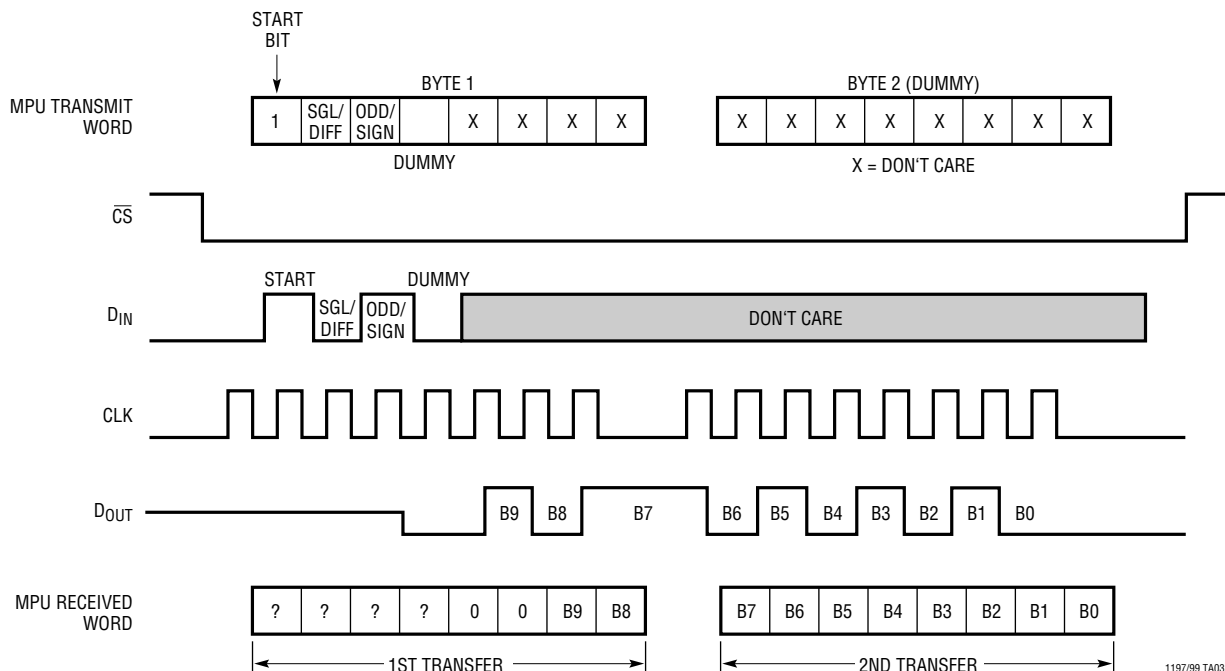 START
BIT
BYTE 1
BYTE 2 (DUMMY)
MPU TRANSMIT
WORD
1 SGL/DIFF ODD/SIGN X X X X
X X X X X X X X
DUMMY
X = DON'T CARE
CS
START
DUMMY
DIN
SGL/DIFF ODD/SIGN
DON'T CARE
CLK
DOUT
B9 B8 B7 B6 B5 B4 B3 B2 B1 B0
MPU RECEIVED
WORD
? ? ? ? 0 0 B9 B8
B7 B6 B5 B4 B3 B2 B1 B0
1ST TRANSFER
2ND TRANSFER
1197/99 TA03